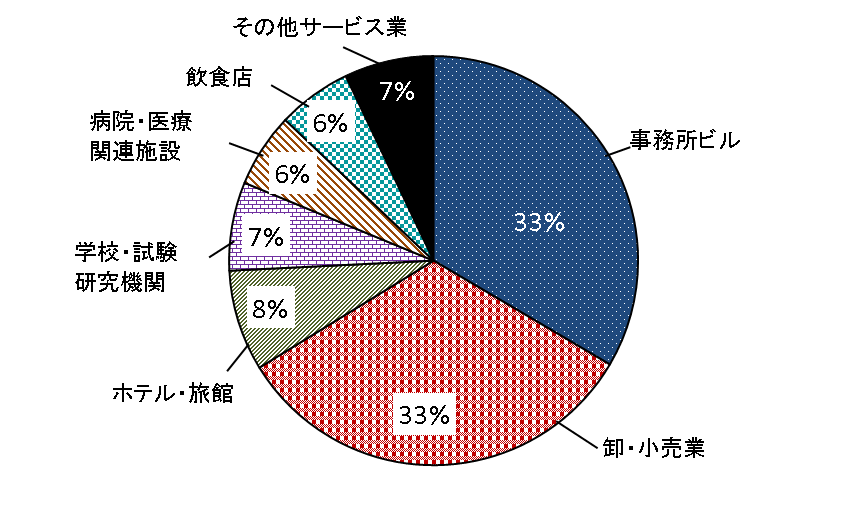 その他サービス業
7%
飲食店
6%
病院・医療
関連施設
6%
事務所ビル
33%
学校・試験
研究機関
7%
8%
ホテル・旅館
33%
卸・小売業